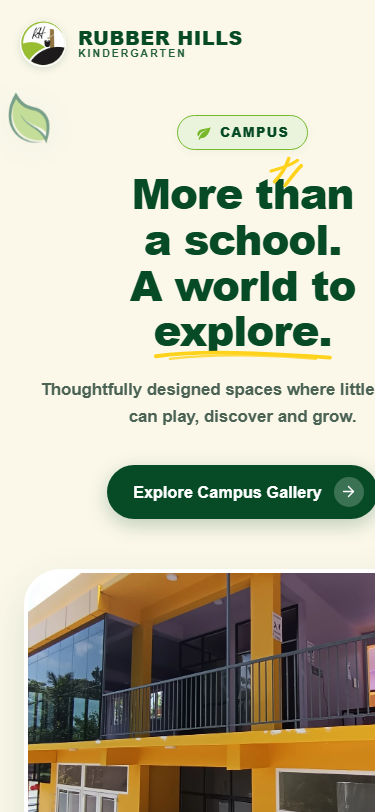 RUBBER HILLS
KINDERGARTEN
CAMPUS
More than
a school.
A world to
explore.
Thoughtfully designed spaces where little
can play, discover and grow.
Explore Campus Gallery